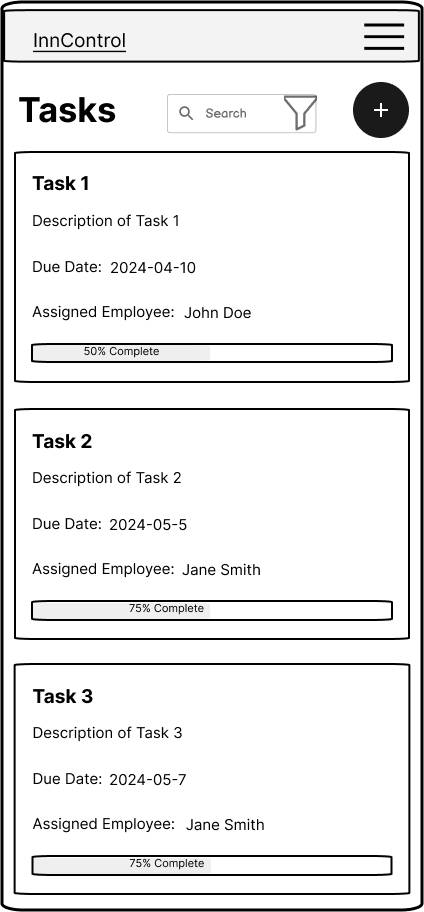 InnControl
Tasks
Search
+
Task 1
Description of Task 1
Due Date: 2024-04-10
Assigned Employee: John Doe
50% Complete
Task 2
Description of Task 2
Due Date: 2024-05-5
Assigned Employee: Jane Smith
75% Complete
Task 3
Description of Task 3
Due Date: 2024-05-7
Assigned Employee: Jane Smith
75% Complete